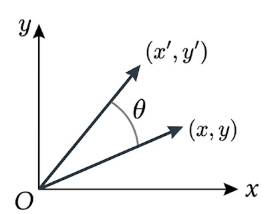 y
(x′, y′)
θ
(x, y)
O
x